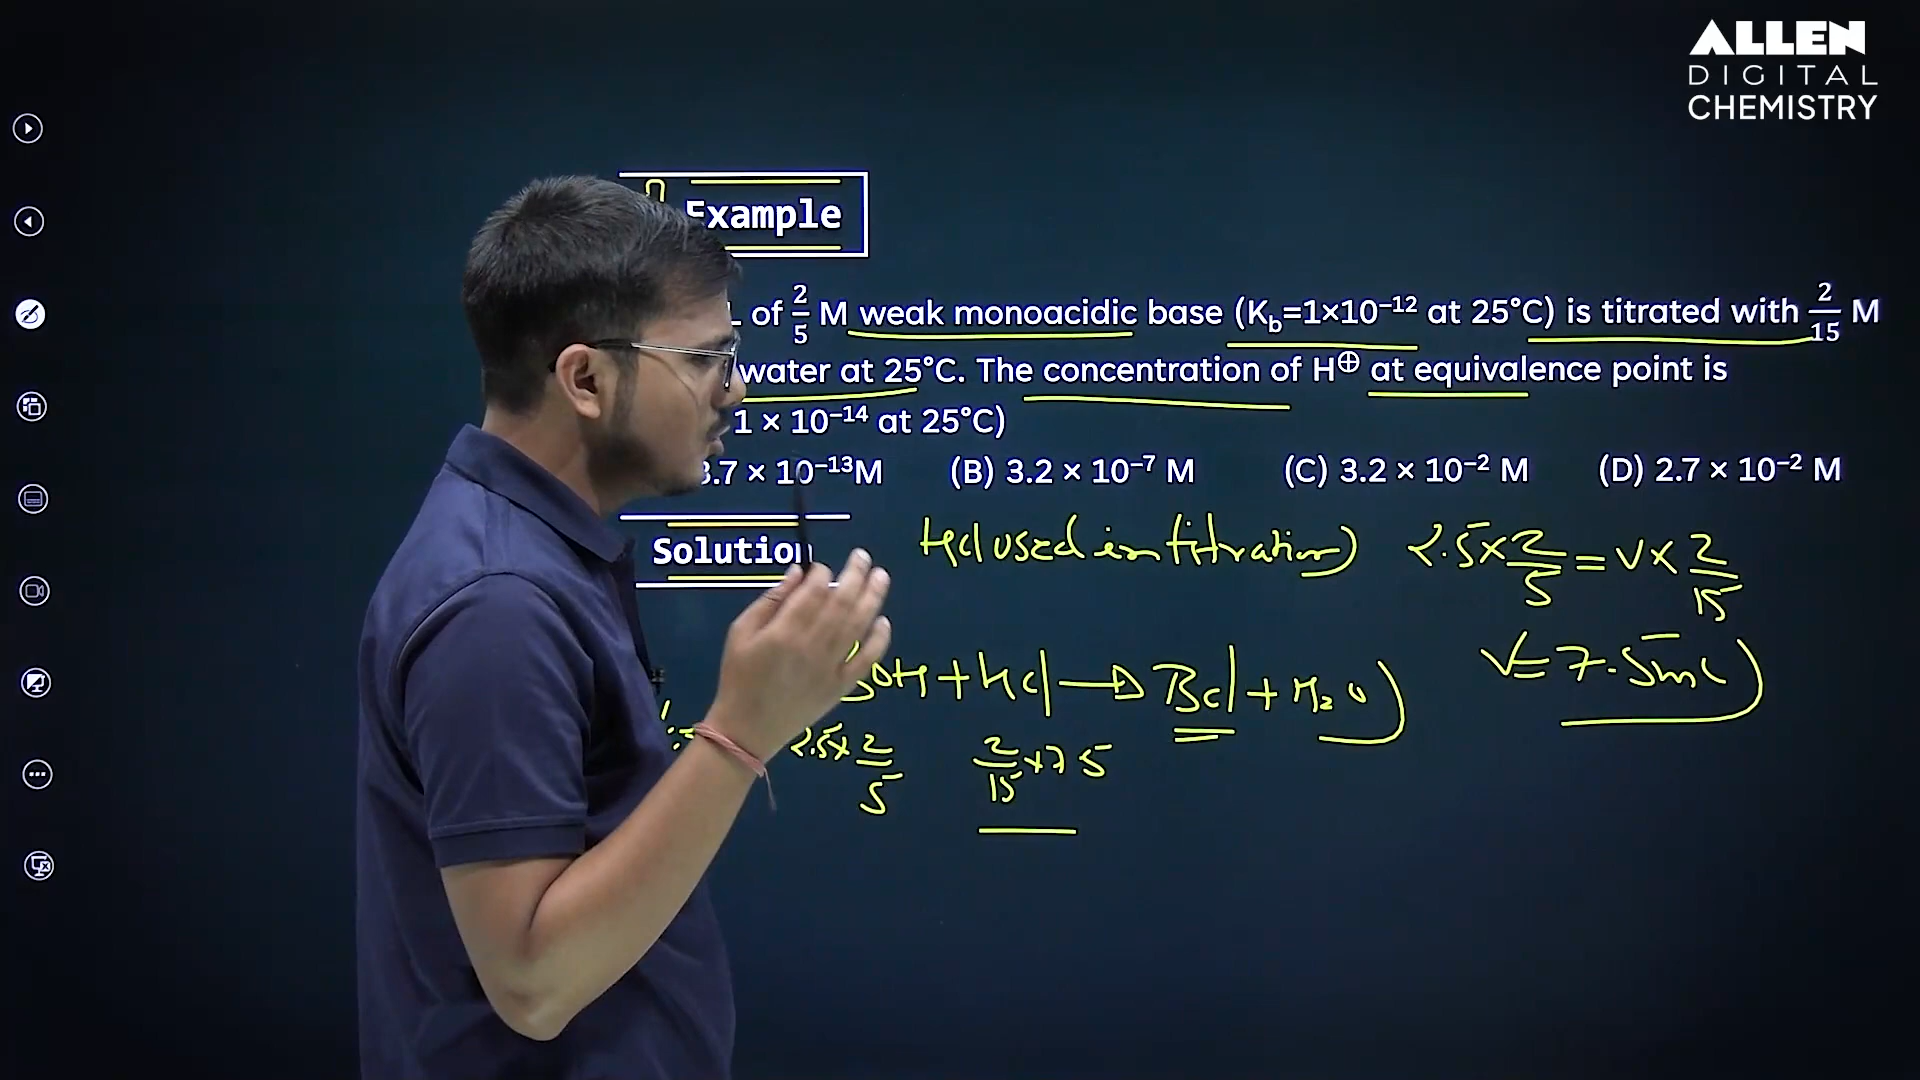 ALLEN
DIGITAL
CHEMISTRY
Example
of 2/5 M weak monoacidic base (K_b=1×10⁻¹² at 25°C) is titrated with 2/15 M
water at 25°C. The concentration of H⊕ at equivalence point is
1 × 10⁻¹⁴ at 25°C)
.7 × 10⁻¹³M (B) 3.2 × 10⁻⁷ M (C) 3.2 × 10⁻² M (D) 2.7 × 10⁻² M
Solution
HCl used in titration) 2.5 × 2/5 = V × 2/15
V = 7.5ml
OH + HCl → BCl + H₂O
2.5 × 2/5 2/15 × 7.5